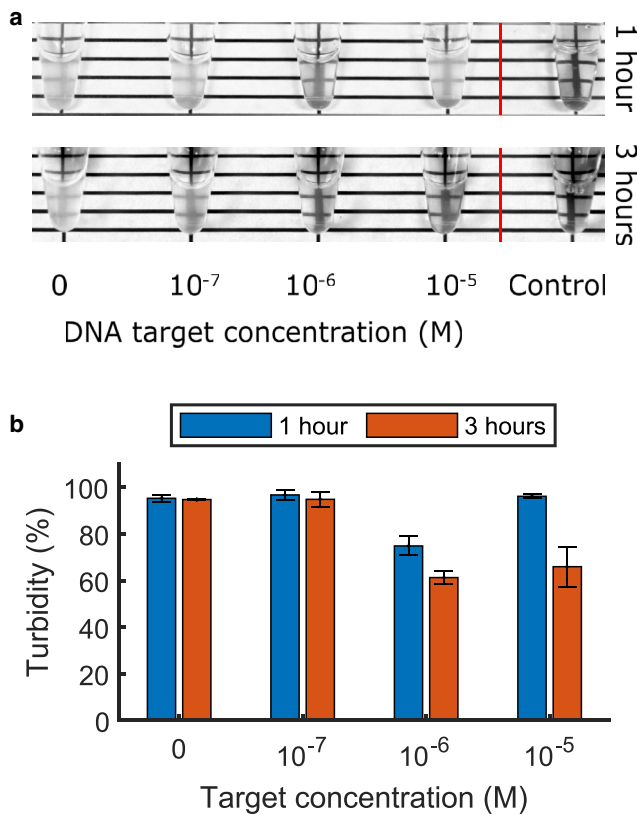 a
1 hour
3 hours
0 10⁻⁷ 10⁻⁶ 10⁻⁵ Control
DNA target concentration (M)
b
1 hour 3 hours
Turbidity (%)
100
80
60
40
20
0
0 10⁻⁷ 10⁻⁶ 10⁻⁵
Target concentration (M)